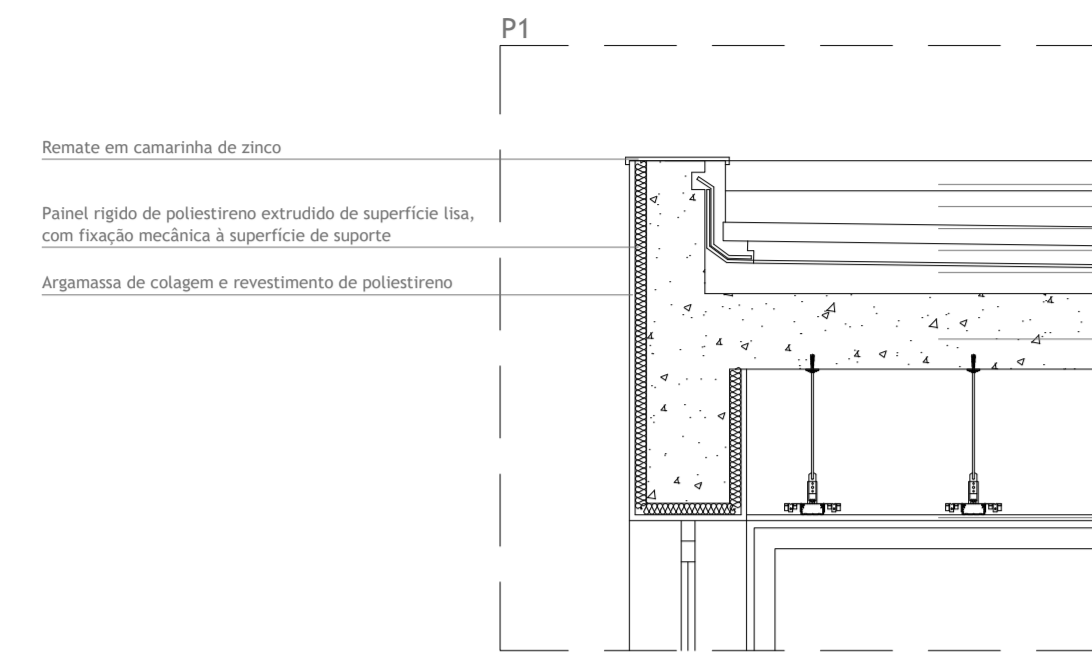 P1
Remate em camarinha de zinco
Painel rigido de poliestireno extrudido de superfície lisa,
com fixação mecânica à superfície de suporte
Argamassa de colagem e revestimento de poliestireno